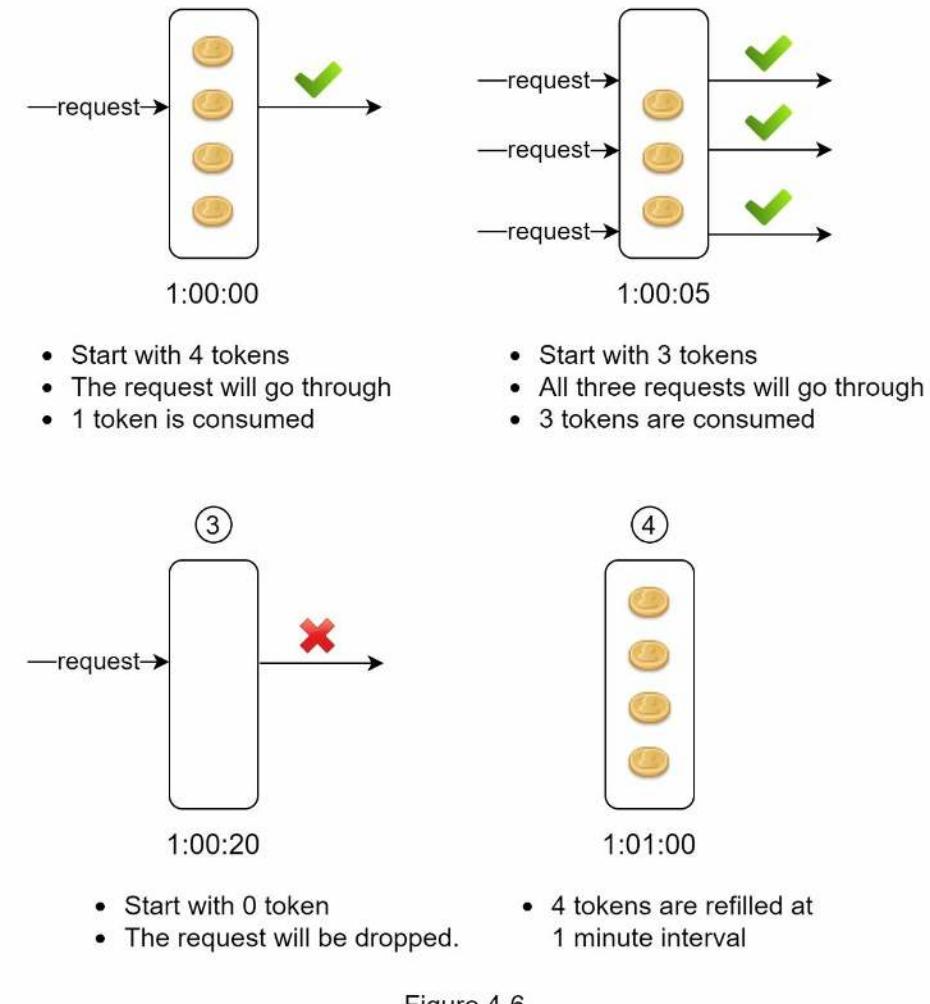 request
1:00:00
• Start with 4 tokens
• The request will go through
• 1 token is consumed
request
request
request
1:00:05
• Start with 3 tokens
• All three requests will go through
• 3 tokens are consumed
3
request
1:00:20
• Start with 0 token
• The request will be dropped.
4
1:01:00
• 4 tokens are refilled at
1 minute interval
Figure 4-6